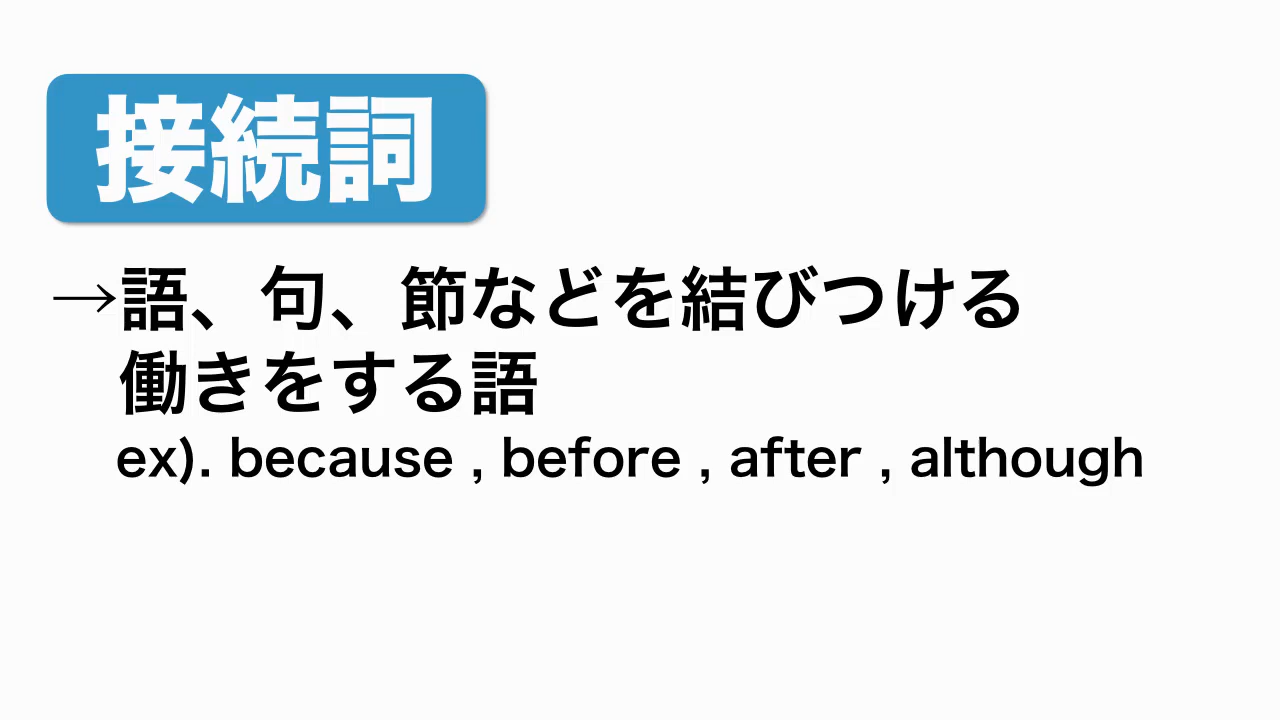 接続詞
→語、句、節などを結びつける
働きをする語
ex). because , before , after , although